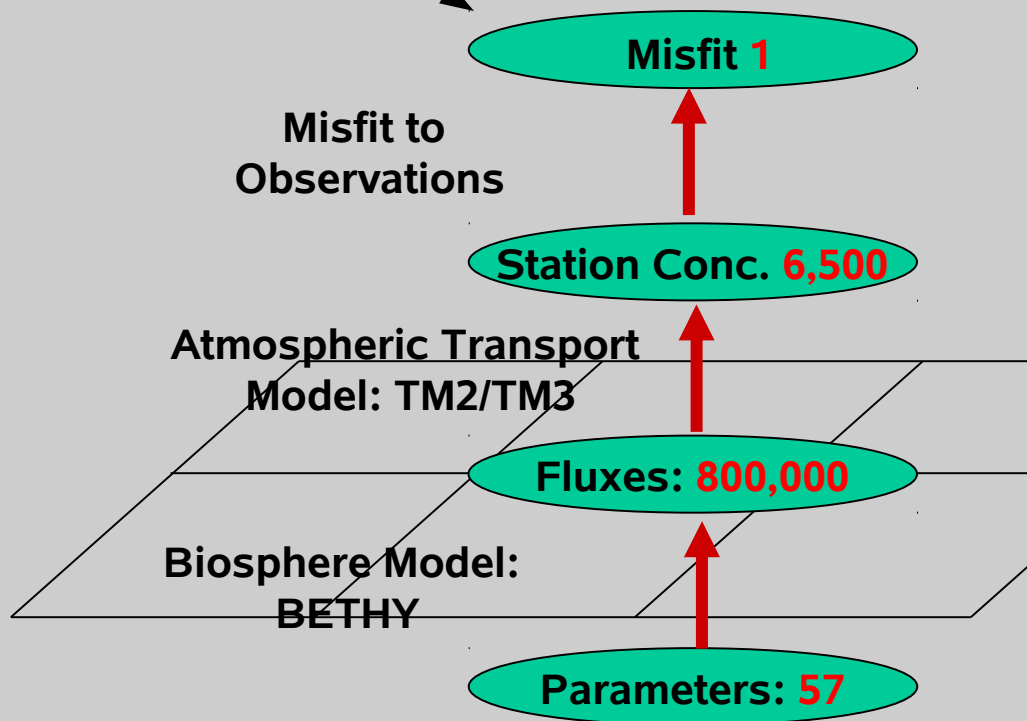 Misfit 1
Misfit to
Observations
Station Conc. 6,500
Atmospheric Transport
Model: TM2/TM3
Fluxes: 800,000
Biosphere Model:
BETHY
Parameters: 57